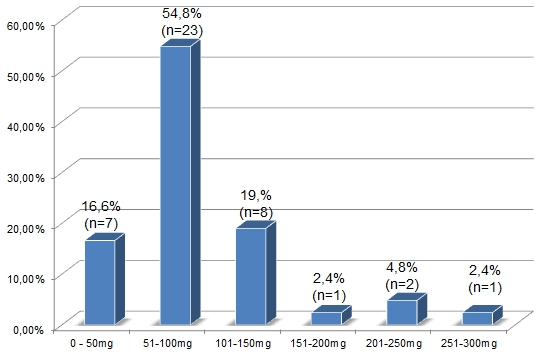 60,00%
50,00%
40,00%
30,00%
20,00%
10,00%
0,00%
16,6%
(n=7)
54,8%
(n=23)
19,%
(n=8)
2,4%
(n=1)
4,8%
(n=2)
2,4%
(n=1)
0 - 50mg 51-100mg 101-150mg 151-200mg 201-250mg 251-300mg